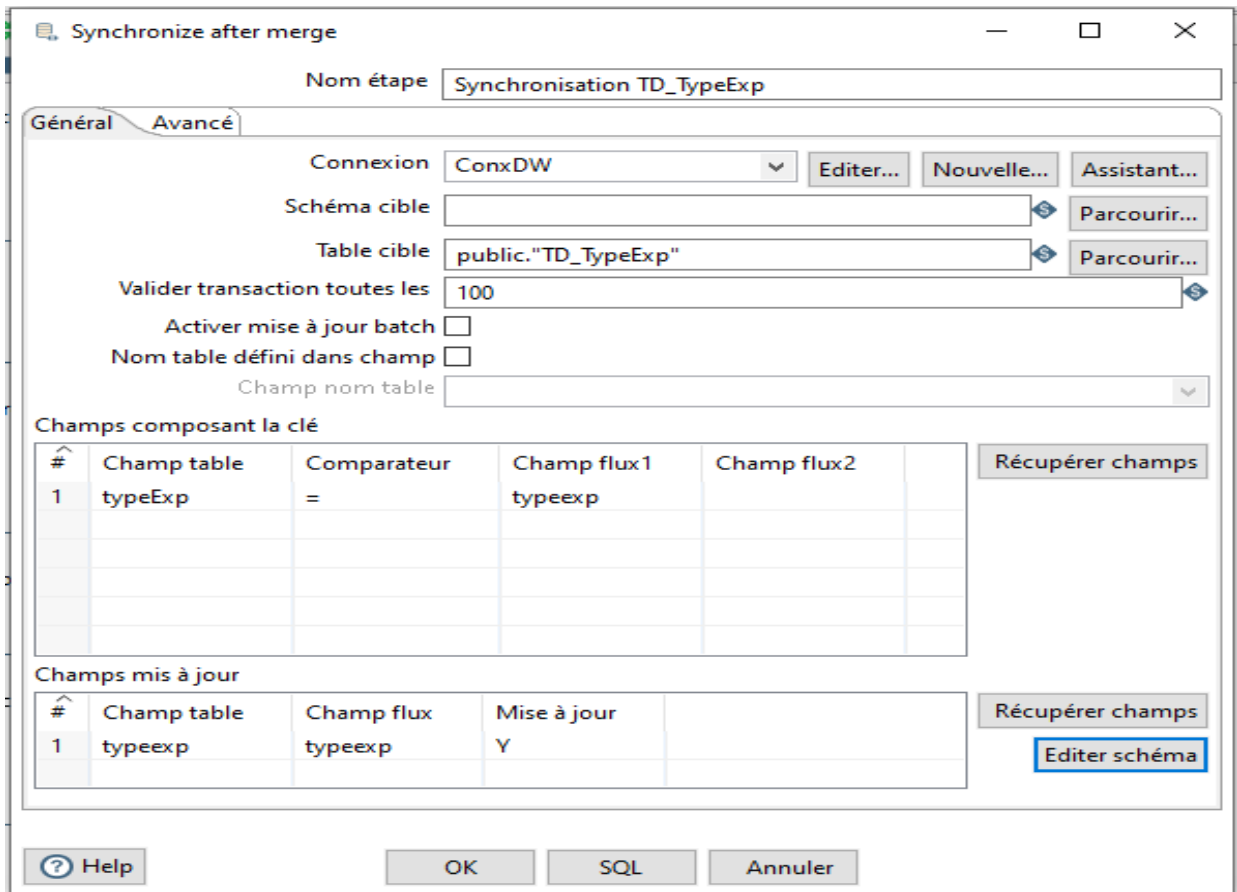 Synchronize after merge
Nom étape Synchronisation TD_TypeExp
Général Avancé
Connexion ConxDW Editer... Nouvelle... Assistant...
Schéma cible Parcourir...
Table cible public."TD_TypeExp" Parcourir...
Valider transaction toutes les 100
Activer mise à jour batch
Nom table défini dans champ
Champ nom table
Champs composant la clé
# Champ table Comparateur Champ flux1 Champ flux2 Récupérer champs
1 typeExp = typeexp
Champs mis à jour
# Champ table Champ flux Mise à jour Récupérer champs
1 typeexp typeexp Y Editer schéma
Help OK SQL Annuler